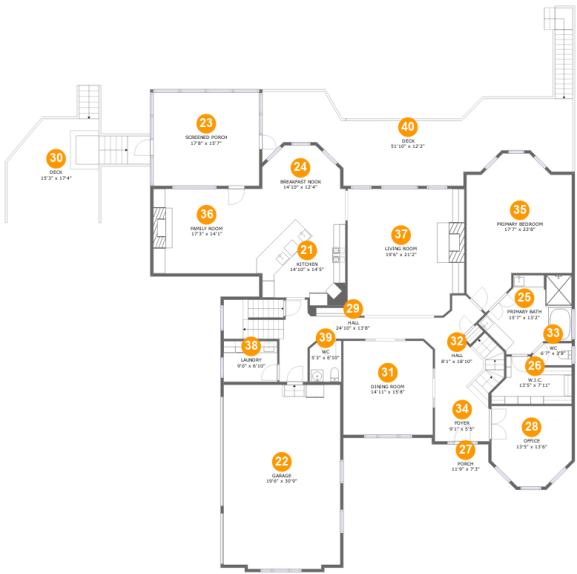 23
SCREENED PORCH
17'8" x 15'7"
40
DECK
51'10" x 12'2"
30
DECK
15'3" x 17'4"
24
BREAKFAST NOOK
14'10" x 12'4"
36
FAMILY ROOM
17'3" x 14'1"
35
PRIMARY BEDROOM
17'7" x 23'8"
37
LIVING ROOM
19'6" x 21'2"
21
KITCHEN
14'10" x 14'5"
25
PRIMARY BATH
15'7" x 13'2"
29
HALL
24'10" x 13'8"
33
WC
32
HALL
8'1" x 18'10"
39
WC
5'3" x 6'10"
38
LAUNDRY
9'0" x 6'10"
26
W.I.C.
13'5" x 7'11"
31
DINING ROOM
14'11" x 15'8"
34
FOYER
9'1" x 5'5"
28
OFFICE
13'5" x 13'6"
27
PORCH
11'9" x 7'3"
22
GARAGE
19'6" x 30'9"